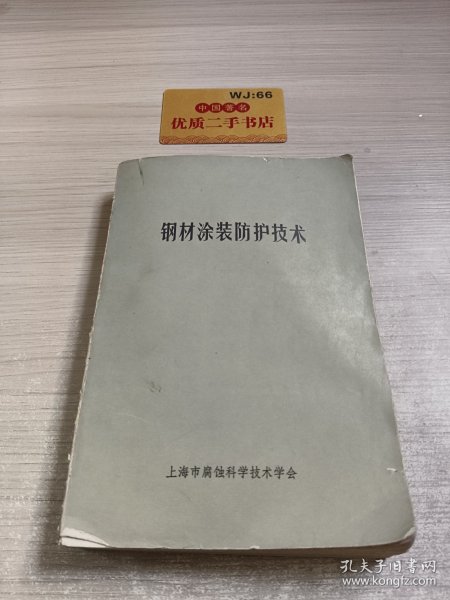 WJ:66
中国著名
优质二手书店
钢材涂装防护技术
上海市腐蚀科学技术学会
孔夫子旧书网
www.kongfz.com